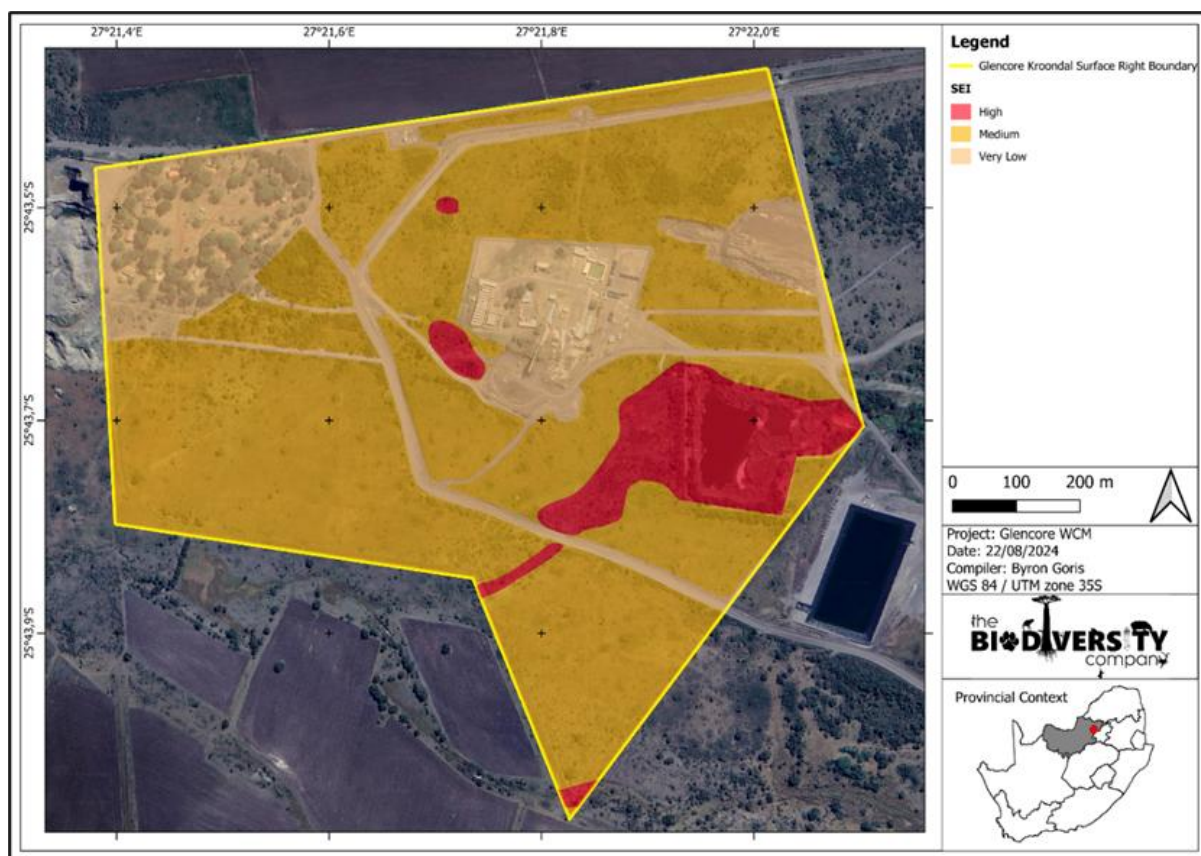 27°21,4'E 27°21,6'E 27°21,8'E 27°22,0'E
25°43,5'S
25°43,7'S
25°43,9'S
Legend
Glencore Kroondal Surface Right Boundary
SEI
High
Medium
Very Low
0 100 200 m
Project: Glencore WCM
Date: 22/08/2024
Compiler: Byron Goris
WGS 84 / UTM zone 35S
the
BIODIVERSITY
company
Provincial Context